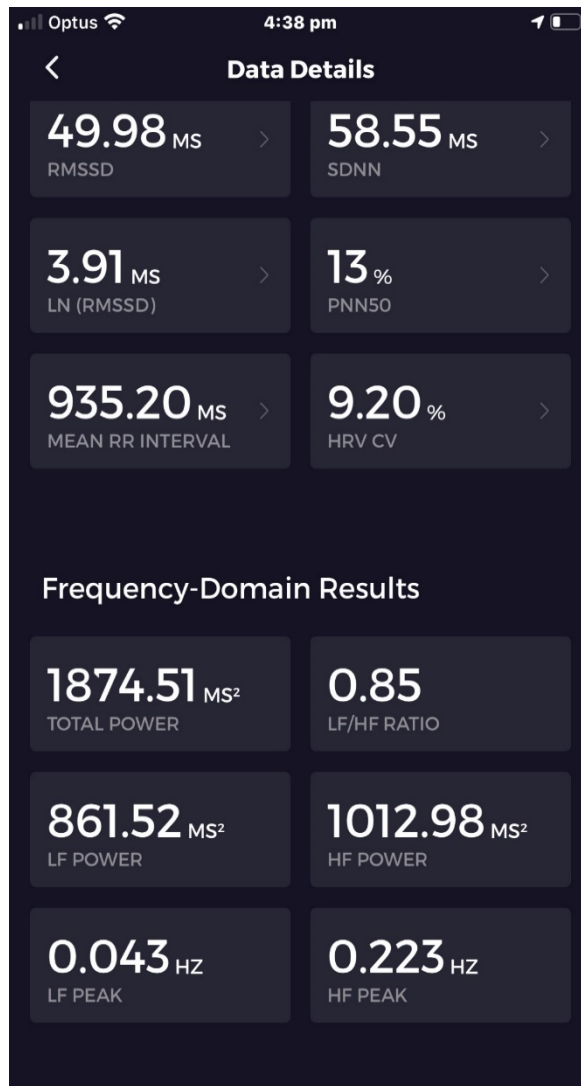 Optus 4:38 pm
Data Details
49.98 MS 58.55 MS
RMSSD SDNN
3.91 MS 13 %
LN (RMSSD) PNN50
935.20 MS 9.20 %
MEAN RR INTERVAL HRV CV
Frequency-Domain Results
1874.51 MS² 0.85
TOTAL POWER LF/HF RATIO
861.52 MS² 1012.98 MS²
LF POWER HF POWER
0.043 HZ 0.223 HZ
LF PEAK HF PEAK